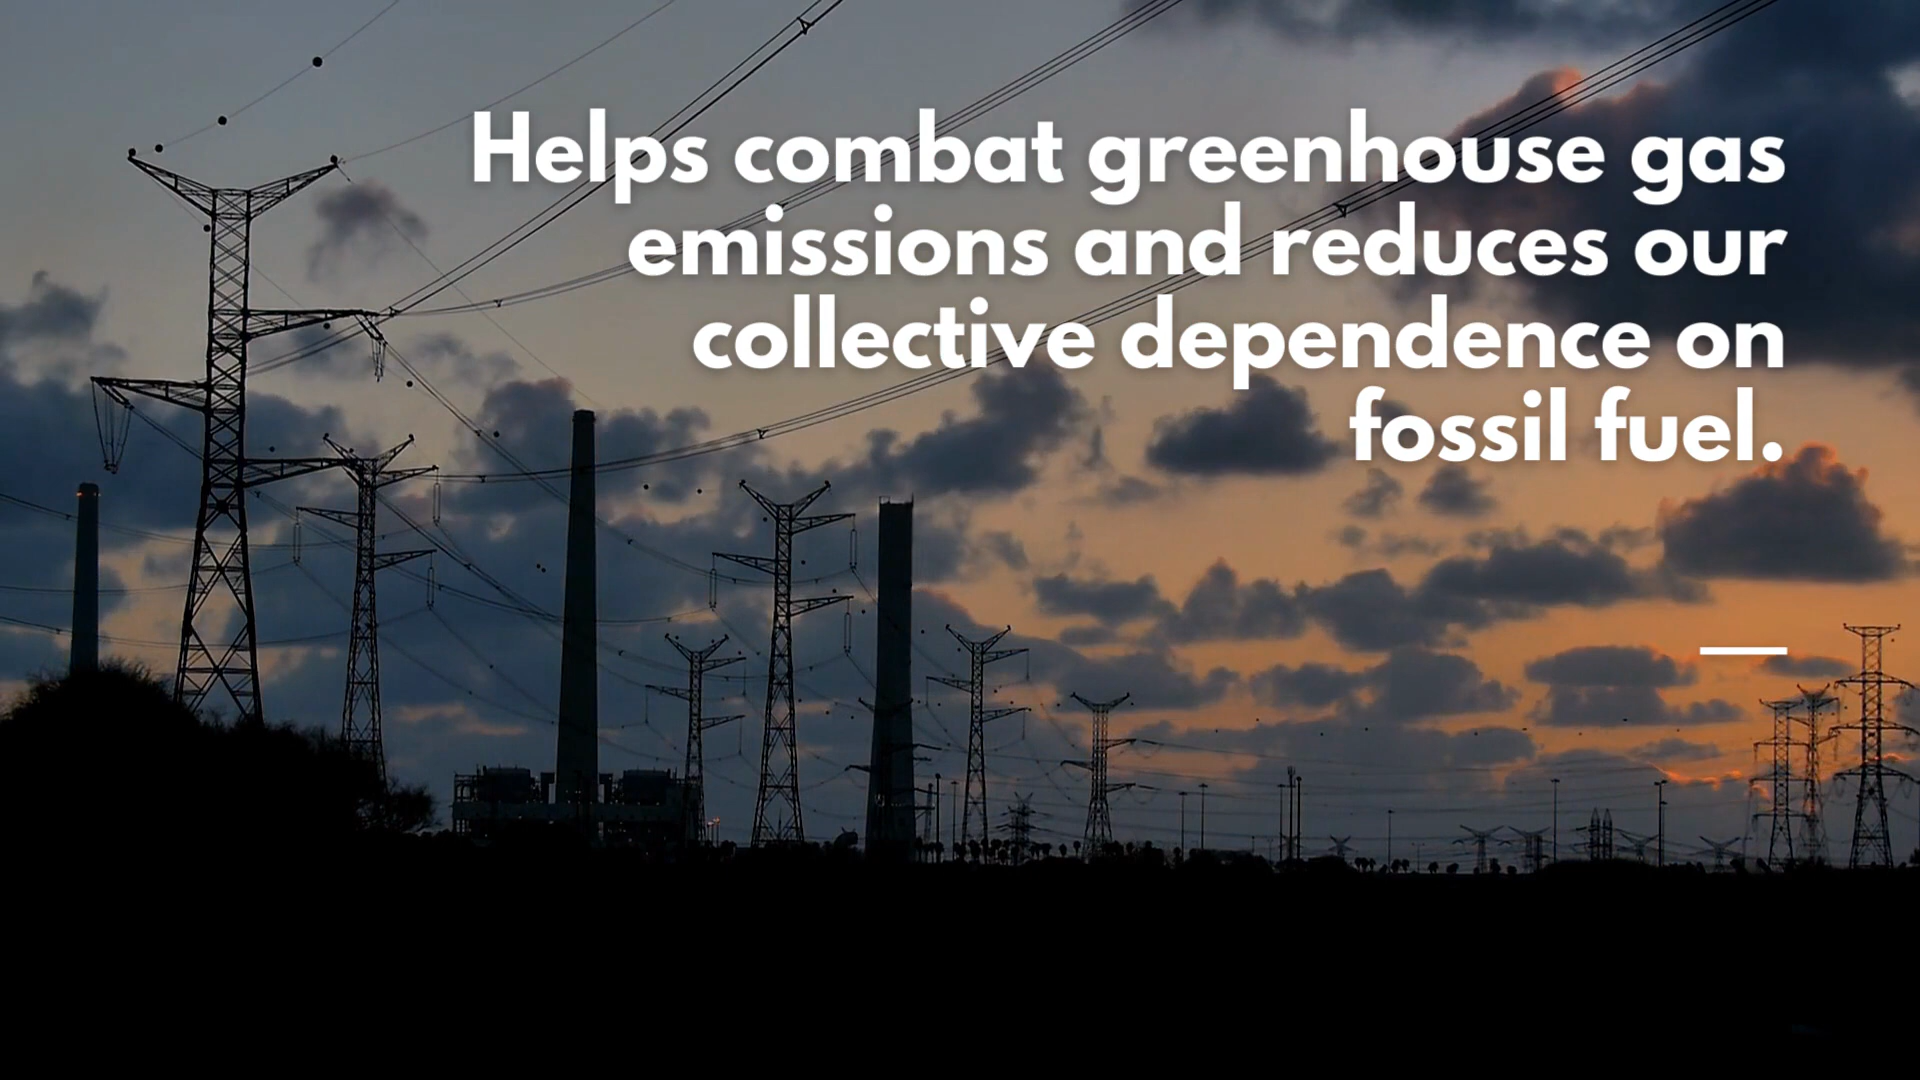 Helps combat greenhouse gas
emissions and reduces our
collective dependence on
fossil fuel.